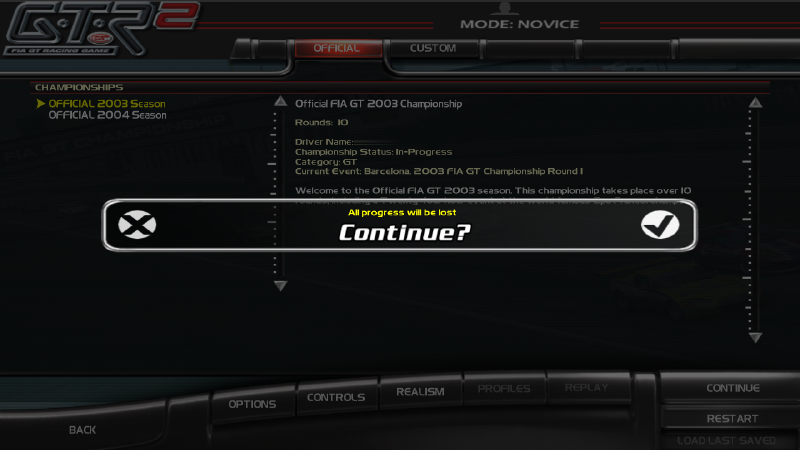 GTR2
FIA GT RACING GAME
MODE: NOVICE
OFFICIAL
CUSTOM
CHAMPIONSHIPS
OFFICIAL 2003 Season
OFFICIAL 2004 Season
Official FIA GT 2003 Championship
Rounds: 10
Driver Name:
Championship Status: In-Progress
Category: GT
Current Event: Barcelona, 2003 FIA GT Championship Round 1
Welcome to the Official FIA GT 2003 season. This championship takes place over 10
All progress will be lost
Continue?
BACK
OPTIONS
CONTROLS
REALISM
PROFILES
REPLAY
CONTINUE
RESTART
LOAD LAST SAVED